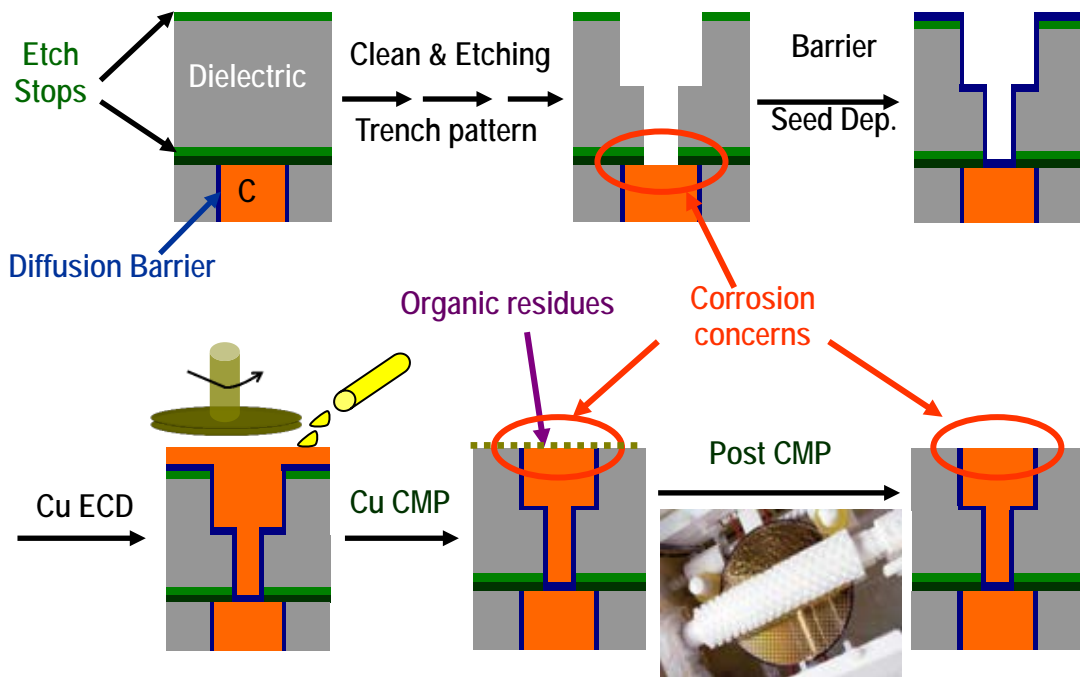 Etch
Stops
Dielectric
C
Diffusion Barrier
Clean & Etching
Trench pattern
Barrier
Seed Dep.
Organic residues
Corrosion
concerns
Cu ECD
Cu CMP
Post CMP